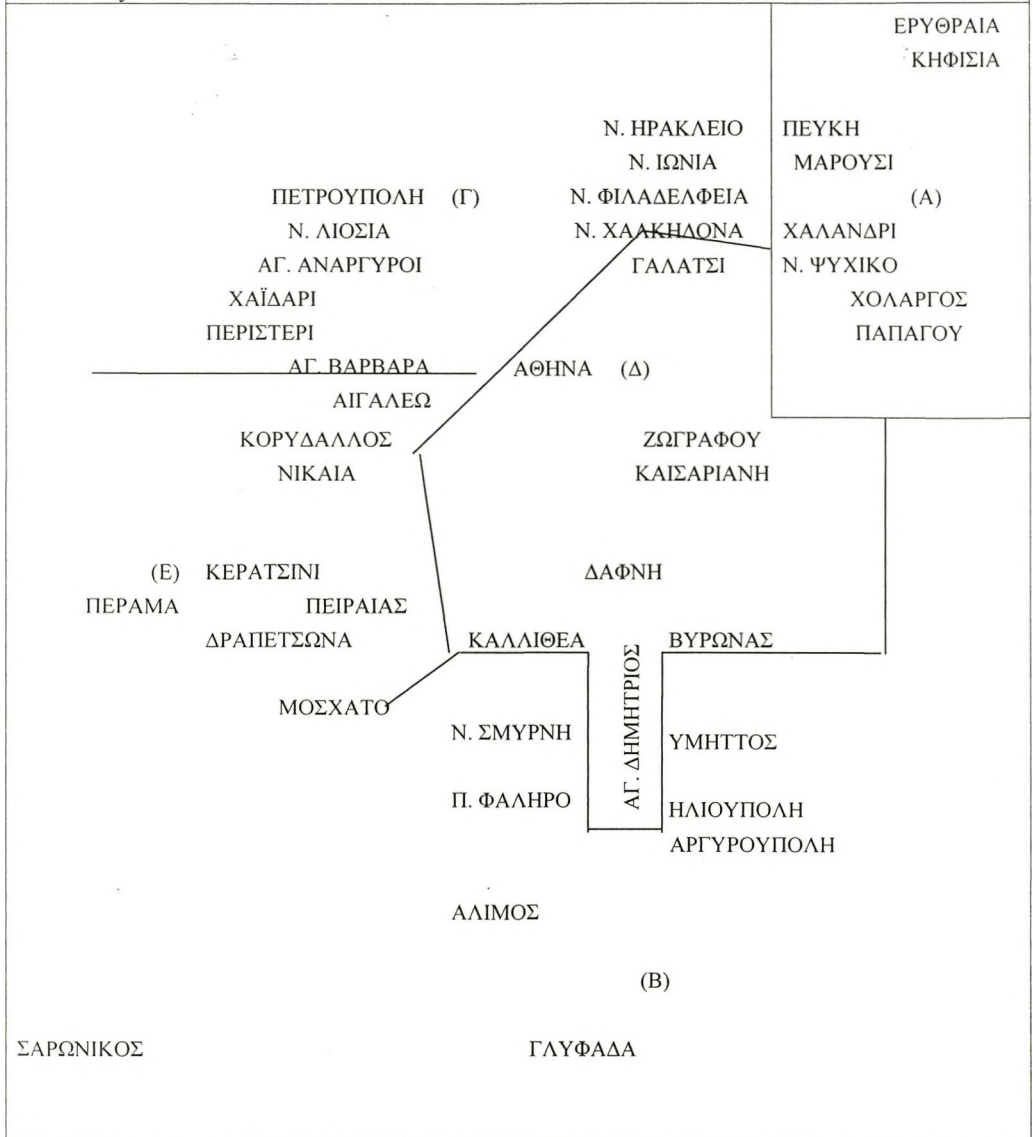 ΕΡΥΘΡΑΙΑ
ΚΗΦΙΣΙΑ
Ν. ΗΡΑΚΛΕΙΟ ΠΕΥΚΗ
Ν. ΙΩΝΙΑ ΜΑΡΟΥΣΙ
ΠΕΤΡΟΥΠΟΛΗ (Γ) Ν. ΦΙΛΑΔΕΛΦΕΙΑ (Α)
Ν. ΛΙΟΣΙΑ Ν. ΧΑΛΚΗΔΟΝΑ ΧΑΛΑΝΔΡΙ
ΑΓ. ΑΝΑΡΓΥΡΟΙ ΓΑΛΑΤΣΙ Ν. ΨΥΧΙΚΟ
ΧΑΪΔΑΡΙ ΧΟΛΑΡΓΟΣ
ΠΕΡΙΣΤΕΡΙ ΠΑΠΑΓΟΥ
ΑΓ. ΒΑΡΒΑΡΑ ΑΘΗΝΑ (Δ)
ΑΙΓΑΛΕΩ
ΚΟΡΥΔΑΛΛΟΣ ΖΩΓΡΑΦΟΥ
ΝΙΚΑΙΑ ΚΑΙΣΑΡΙΑΝΗ
(Ε) ΚΕΡΑΤΣΙΝΙ ΔΑΦΝΗ
ΠΕΡΑΜΑ ΠΕΙΡΑΙΑΣ
ΔΡΑΠΕΤΣΩΝΑ ΚΑΛΛΙΘΕΑ ΒΥΡΩΝΑΣ
ΑΓ. ΔΗΜΗΤΡΙΟΣ
ΜΟΣΧΑΤΟ
Ν. ΣΜΥΡΝΗ ΥΜΗΤΤΟΣ
Π. ΦΑΛΗΡΟ ΗΛΙΟΥΠΟΛΗ
ΑΡΓΥΡΟΥΠΟΛΗ
ΑΛΙΜΟΣ
(Β)
ΣΑΡΩΝΙΚΟΣ ΓΛΥΦΑΔΑ